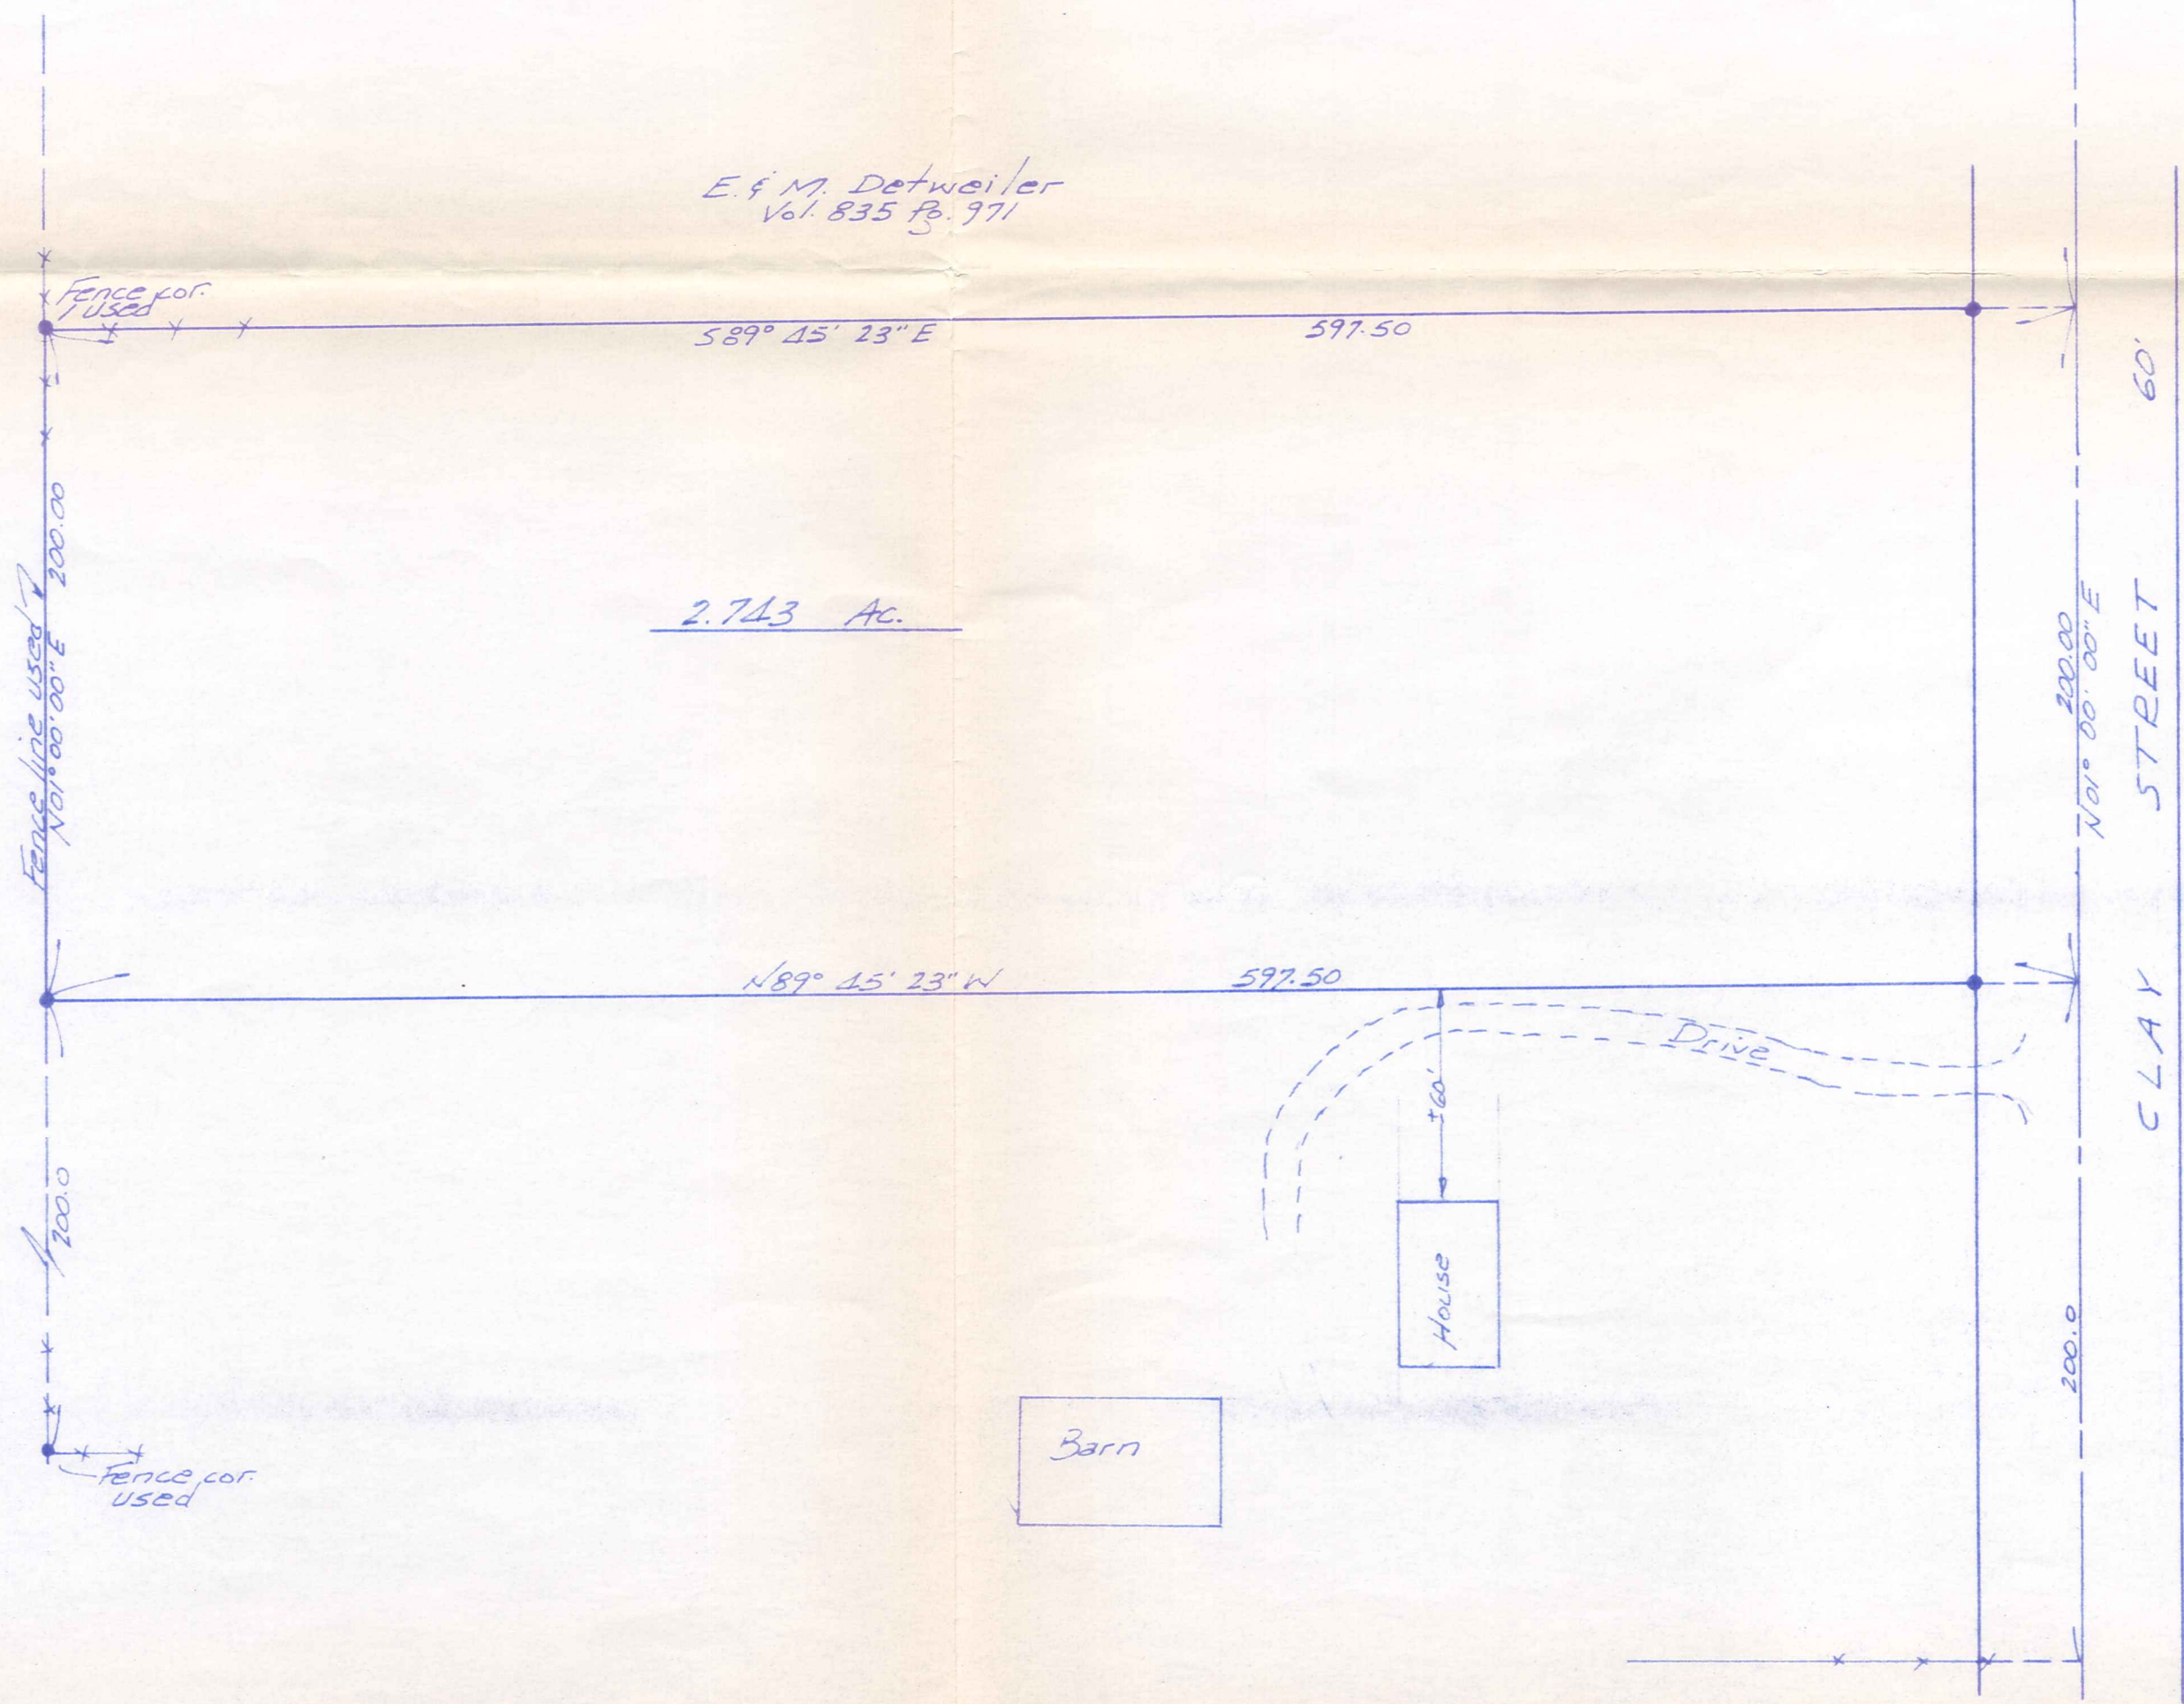 E. & M. Detweiler
Vol. 835 Pg. 971
Fence cor.
used
S89° 45' 23" E 597.50
60'
Fence line used
N01° 00' 00" E 200.00
2.743 Ac.
200.00
N01° 00' 00" E
CLAY STREET
N89° 45' 23" W 597.50
Drive
±60'
200.0
House
200.0
Barn
Fence cor.
used